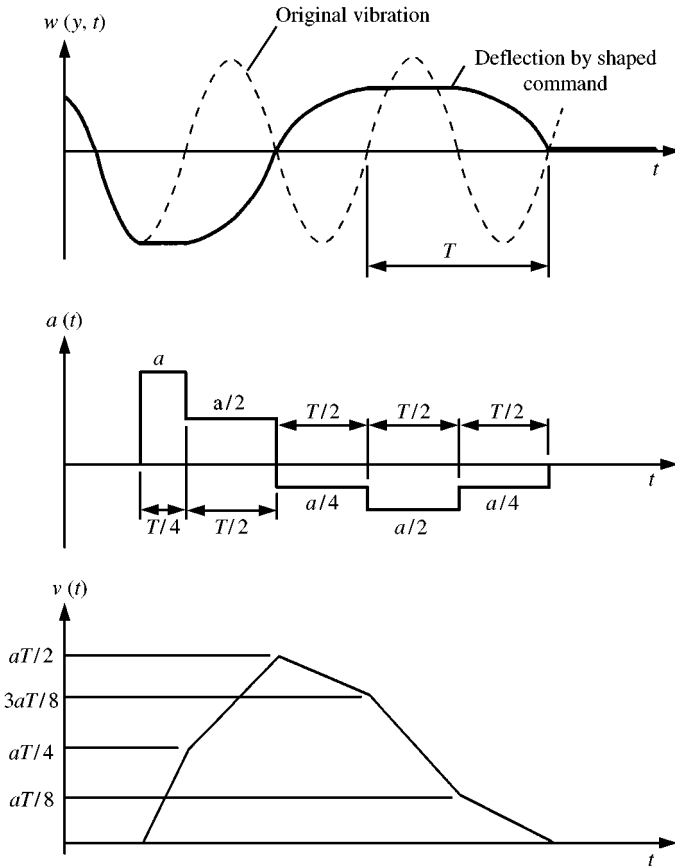 w (y, t)
Original vibration
Deflection by shaped
command
t
T
a (t)
a
a/2
T/2
T/2
T/2
t
a/4
a/4
T/4
T/2
a/2
v (t)
aT/2
3aT/8
aT/4
aT/8
t